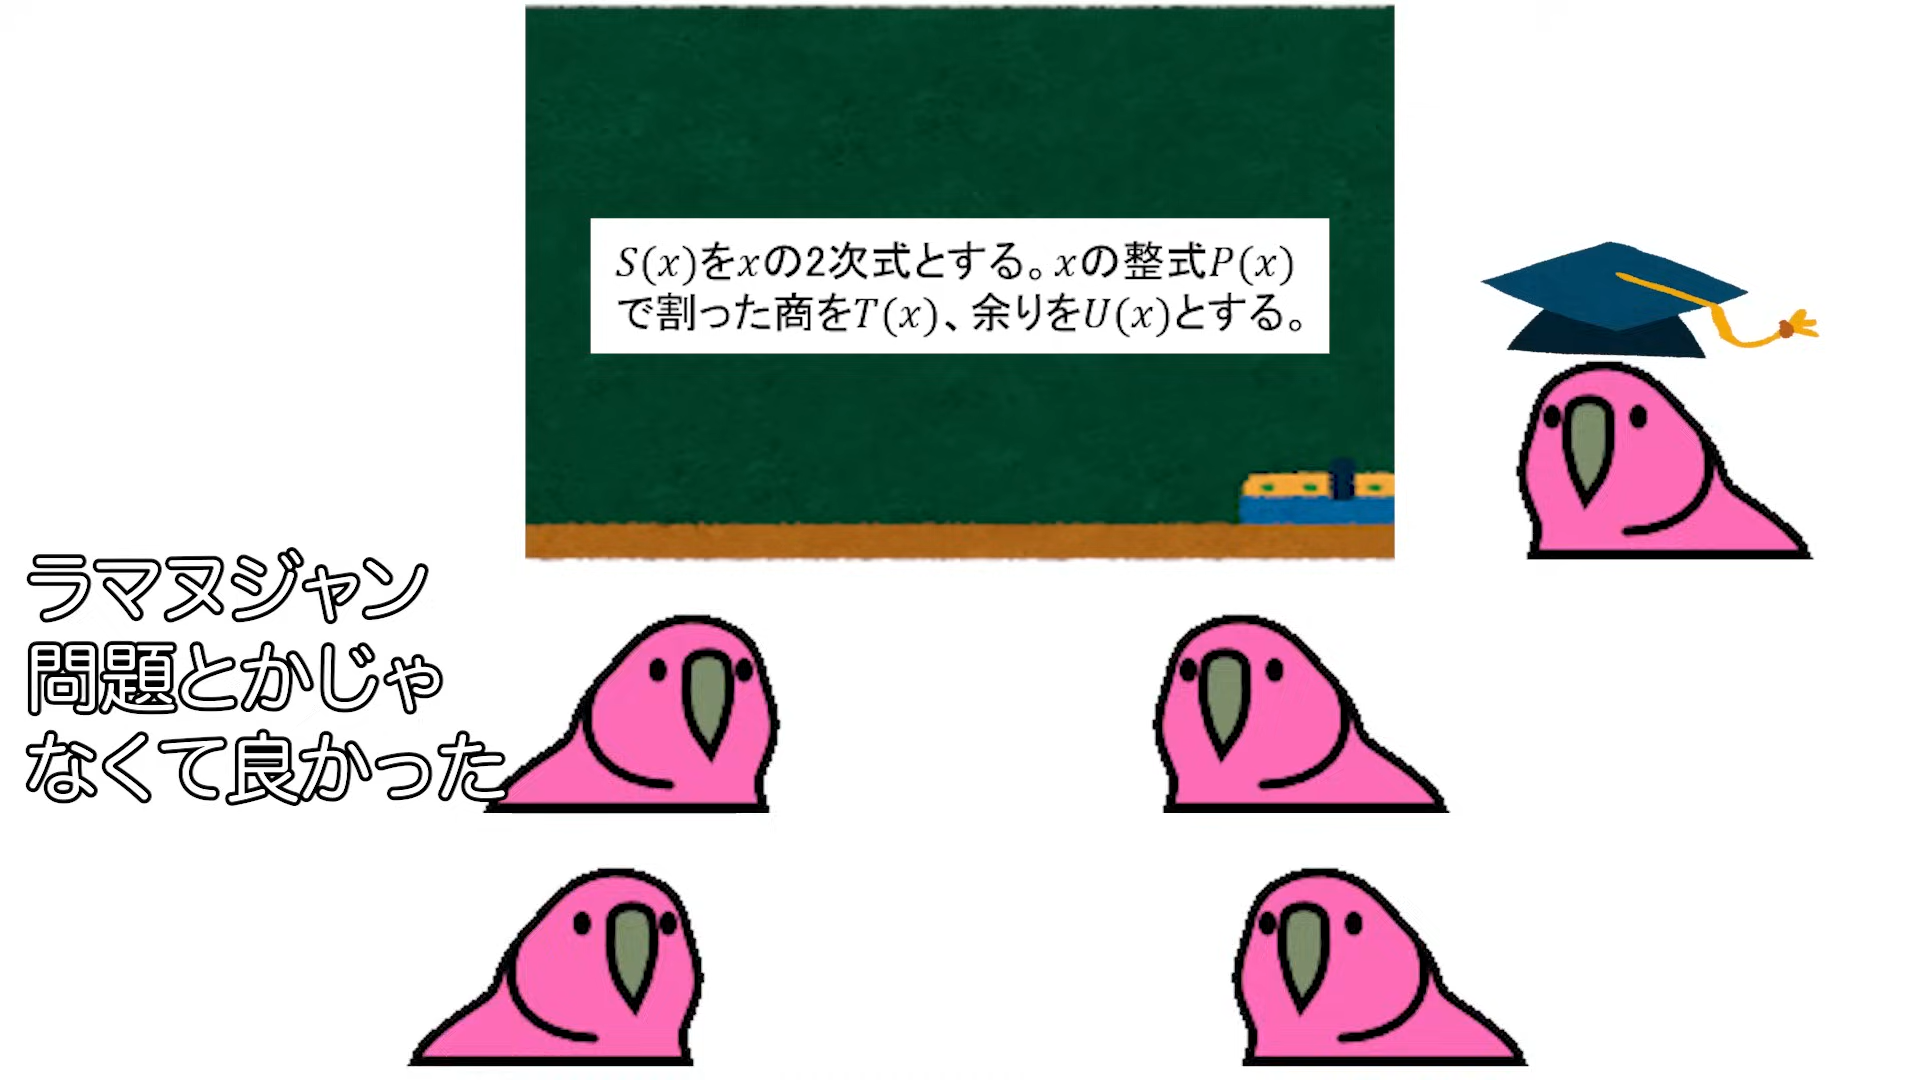 S(x)をxの2次式とする。xの整式P(x)
で割った商をT(x)、余りをU(x)とする。
ラマヌジャン
問題とかじゃ
なくて良かった